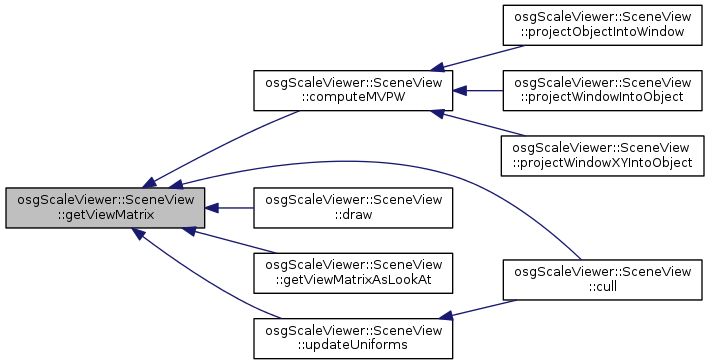 osgScaleViewer::SceneView
::projectObjectIntoWindow
osgScaleViewer::SceneView
::computeMVPW
osgScaleViewer::SceneView
::projectWindowIntoObject
osgScaleViewer::SceneView
::projectWindowXYIntoObject
osgScaleViewer::SceneView
::getViewMatrix
osgScaleViewer::SceneView
::draw
osgScaleViewer::SceneView
::getViewMatrixAsLookAt
osgScaleViewer::SceneView
::cull
osgScaleViewer::SceneView
::updateUniforms